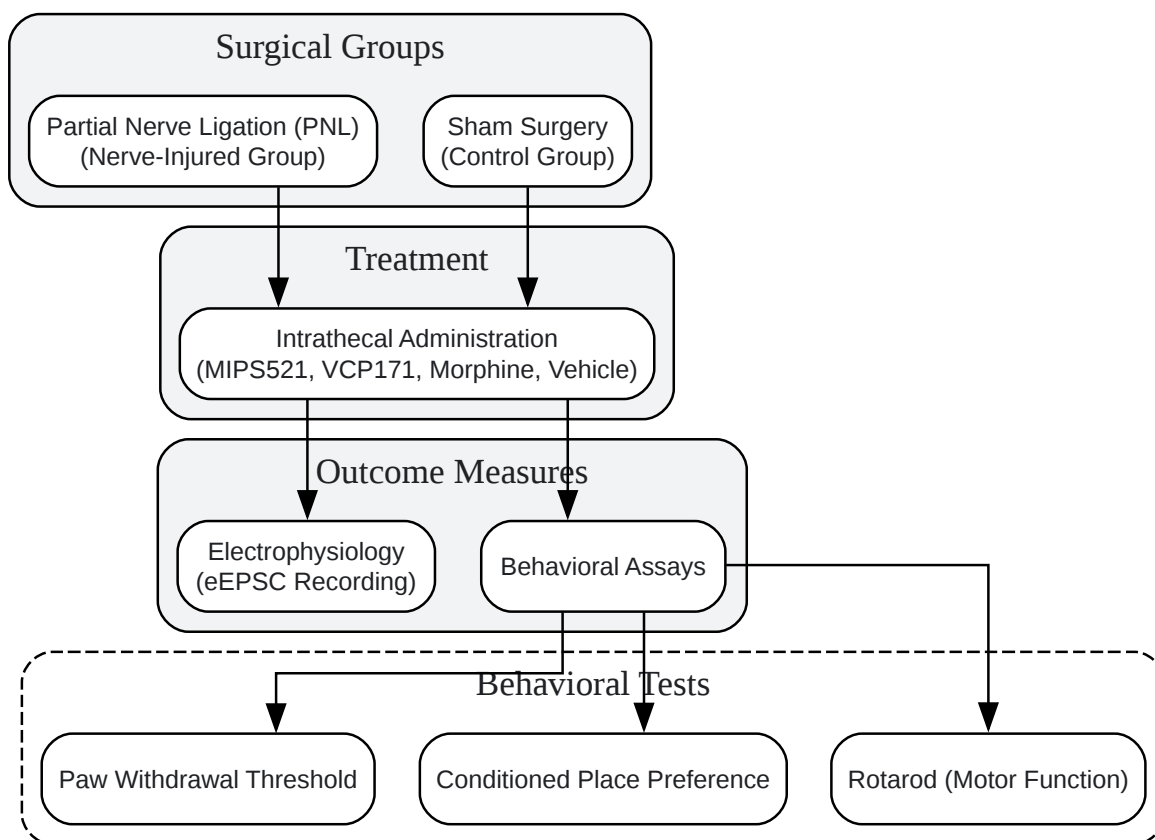 Surgical Groups
Partial Nerve Ligation (PNL)
(Nerve-Injured Group)
Sham Surgery
(Control Group)
Treatment
Intrathecal Administration
(MIPS521, VCP171, Morphine, Vehicle)
Outcome Measures
Electrophysiology
(eEPSC Recording)
Behavioral Assays
Behavioral Tests
Paw Withdrawal Threshold
Conditioned Place Preference
Rotarod (Motor Function)